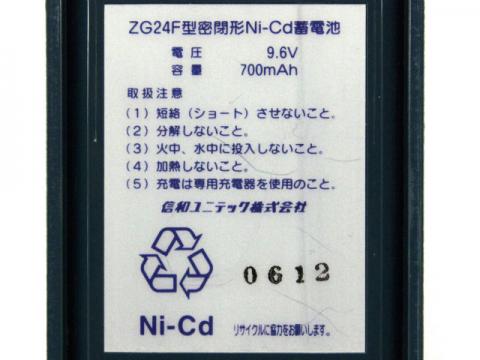 ZG24F型密閉形Ni-Cd蓄電池
電圧 9.6V
容量 700mAh
取扱注意
(1) 短絡 (ショート) させないこと。
(2) 分解しないこと。
(3) 火中、水中に投入しないこと。
(4) 加熱しないこと。
(5) 充電は専用充電器を使用のこと。
信和ユニテック株式会社
0612
Ni-Cd リサイクルに協力をお願いします。